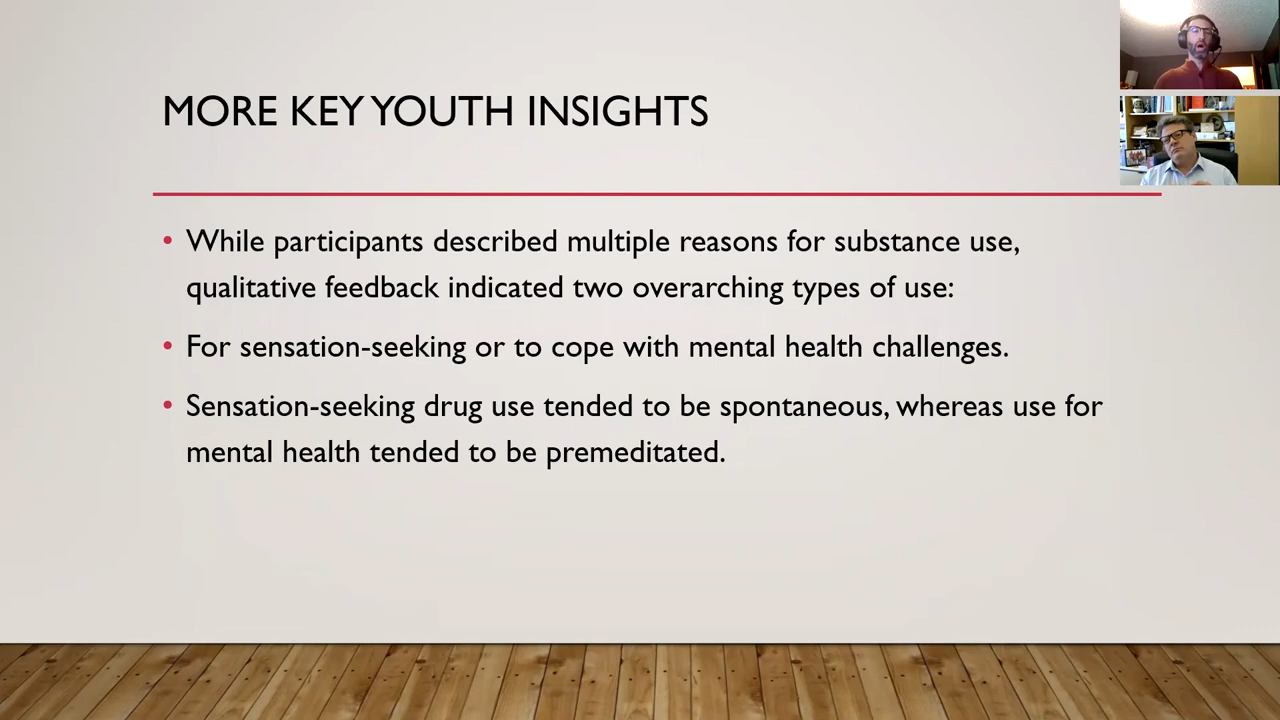 MORE KEY YOUTH INSIGHTS
• While participants described multiple reasons for substance use,
qualitative feedback indicated two overarching types of use:
• For sensation-seeking or to cope with mental health challenges.
• Sensation-seeking drug use tended to be spontaneous, whereas use for
mental health tended to be premeditated.